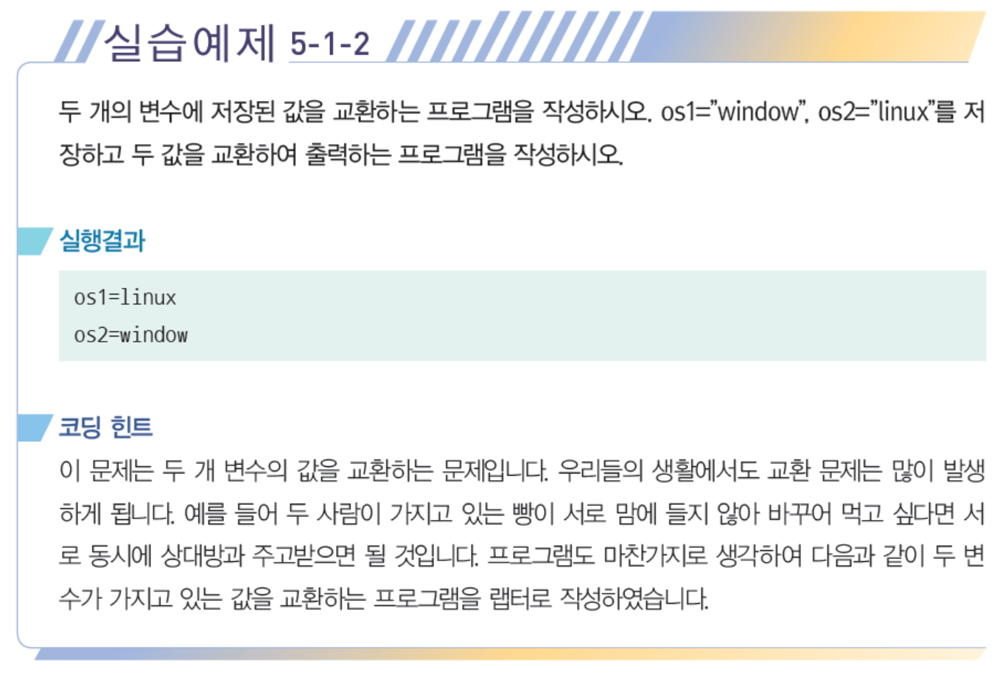 실습예제 5-1-2
두 개의 변수에 저장된 값을 교환하는 프로그램을 작성하시오. os1=”window”, os2=”linux”를 저
장하고 두 값을 교환하여 출력하는 프로그램을 작성하시오.
실행결과
os1=linux
os2=window
코딩 힌트
이 문제는 두 개 변수의 값을 교환하는 문제입니다. 우리들의 생활에서도 교환 문제는 많이 발생
하게 됩니다. 예를 들어 두 사람이 가지고 있는 빵이 서로 맘에 들지 않아 바꾸어 먹고 싶다면 서
로 동시에 상대방과 주고받으면 될 것입니다. 프로그램도 마찬가지로 생각하여 다음과 같이 두 변
수가 가지고 있는 값을 교환하는 프로그램을 랩터로 작성하였습니다.